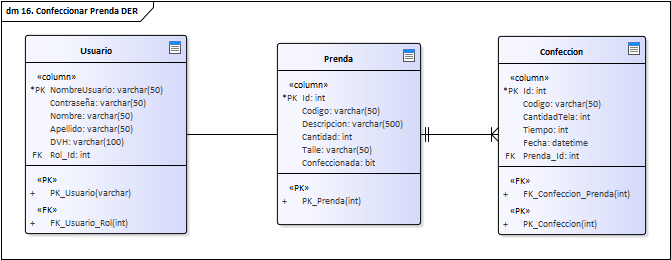 dm 16. Confeccionar Prenda DER
Usuario
«column»
*PK NombreUsuario: varchar(50)
Contraseña: varchar(50)
Nombre: varchar(50)
Apellido: varchar(50)
DVH: varchar(100)
FK Rol_Id: int
«PK»
+ PK_Usuario(varchar)
«FK»
+ FK_Usuario_Rol(int)
Prenda
«column»
*PK Id: int
Codigo: varchar(50)
Descripcion: varchar(500)
Cantidad: int
Talle: varchar(50)
Confeccionada: bit
«PK»
+ PK_Prenda(int)
Confeccion
«column»
*PK Id: int
Codigo: varchar(50)
CantidadTela: int
Tiempo: int
Fecha: datetime
FK Prenda_Id: int
«FK»
+ FK_Confeccion_Prenda(int)
«PK»
+ PK_Confeccion(int)